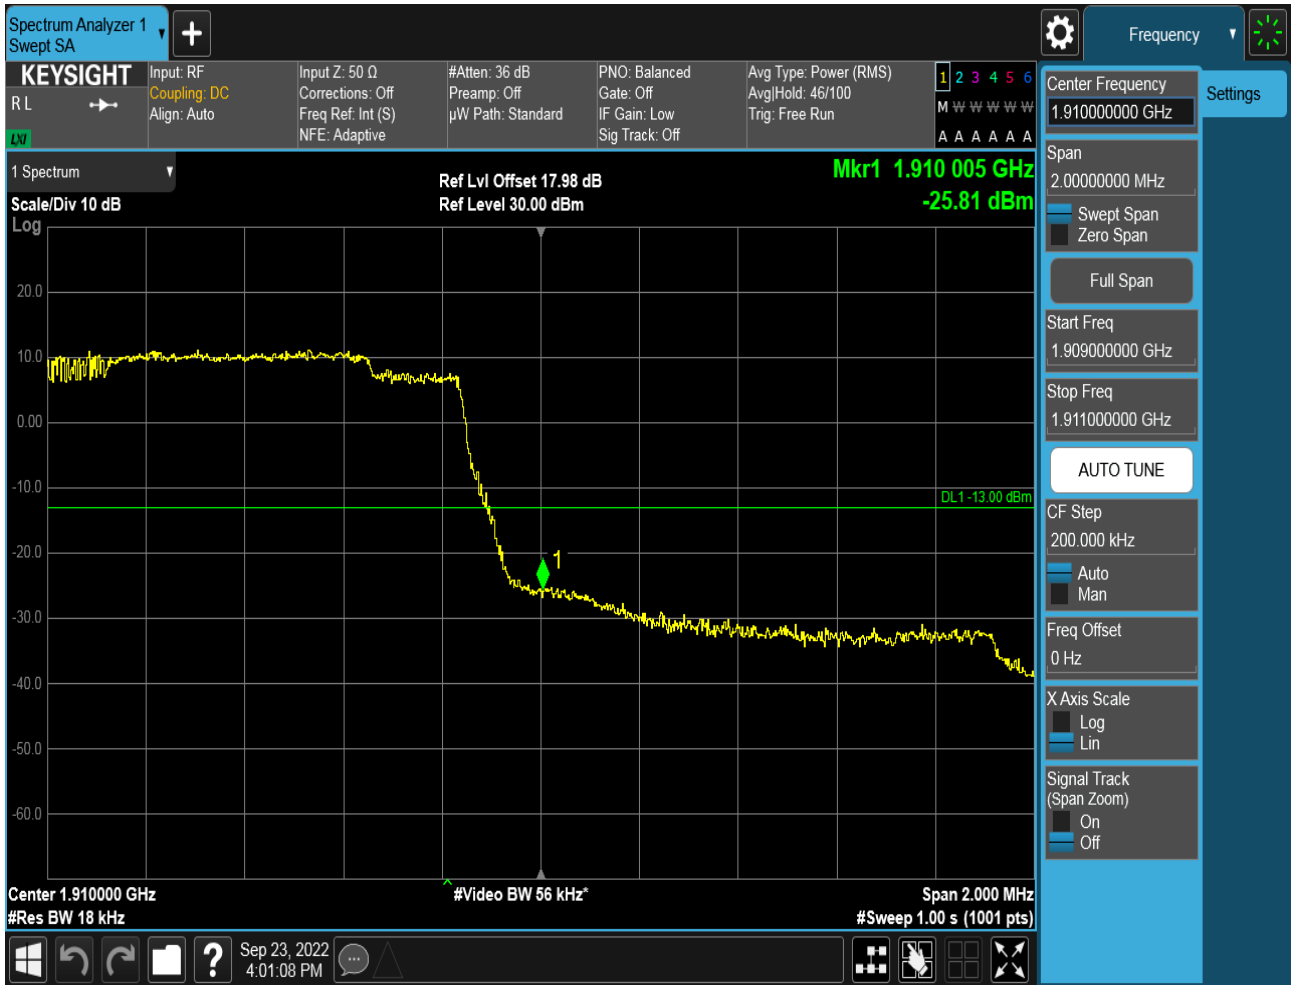 Spectrum Analyzer 1
Swept SA
Frequency
KEYSIGHT
R L
LXI
Input: RF
Coupling: DC
Align: Auto
Input Z: 50 Ω
Corrections: Off
Freq Ref: Int (S)
NFE: Adaptive
#Atten: 36 dB
Preamp: Off
µW Path: Standard
PNO: Balanced
Gate: Off
IF Gain: Low
Sig Track: Off
Avg Type: Power (RMS)
Avg|Hold: 46/100
Trig: Free Run
1 2 3 4 5 6
M W W W W W
A A A A A A
1 Spectrum
Scale/Div 10 dB
Log
Ref Lvl Offset 17.98 dB
Ref Level 30.00 dBm
Mkr1 1.910 005 GHz
-25.81 dBm
20.0
10.0
0.00
-10.0
DL1 -13.00 dBm
-20.0
1
-30.0
-40.0
-50.0
-60.0
Center 1.910000 GHz
#Video BW 56 kHz*
Span 2.000 MHz
#Res BW 18 kHz
#Sweep 1.00 s (1001 pts)
Sep 23, 2022
4:01:08 PM
Center Frequency
1.910000000 GHz
Settings
Span
2.00000000 MHz
Swept Span
Zero Span
Full Span
Start Freq
1.909000000 GHz
Stop Freq
1.911000000 GHz
AUTO TUNE
CF Step
200.000 kHz
Auto
Man
Freq Offset
0 Hz
X Axis Scale
Log
Lin
Signal Track
(Span Zoom)
On
Off